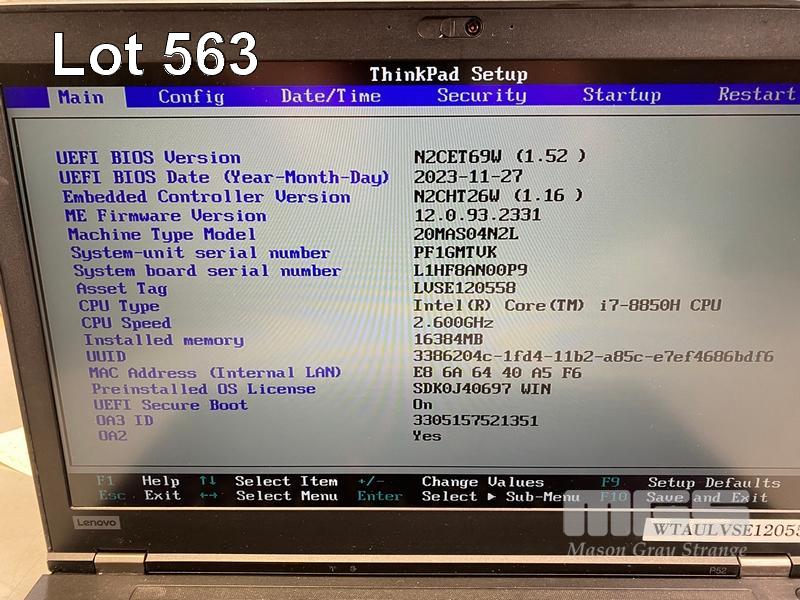 Lot 563
ThinkPad Setup
Main Config Date/Time Security Startup Restart
UEFI BIOS Version N2CET69W (1.52 )
UEFI BIOS Date (Year-Month-Day) 2023-11-27
Embedded Controller Version N2CHT26W (1.16 )
ME Firmware Version 12.0.93.2331
Machine Type Model 20MAS04N2L
System-unit serial number PF1GMTVK
System board serial number L1HF8AN00P9
Asset Tag LVSE120558
CPU Type Intel(R) Core(TM) i7-8850H CPU
CPU Speed 2.600GHz
Installed memory 16384MB
UUID 3386204c-1fd4-11b2-a85c-e7ef4686bdf6
MAC Address (Internal LAN) E8 6A 64 40 A5 F6
Preinstalled OS License SDK0J40697 WIN
UEFI Secure Boot On
OA3 ID 3305157521351
OA2 Yes
F1 Help ↑↓ Select Item +/- Change Values F9 Setup Defaults
Esc Exit ←→ Select Menu Enter Select ▶ Sub-Menu F10 Save and Exit
Lenovo
MGS
WTAULVSE12055
Mason Gray Strange
P52